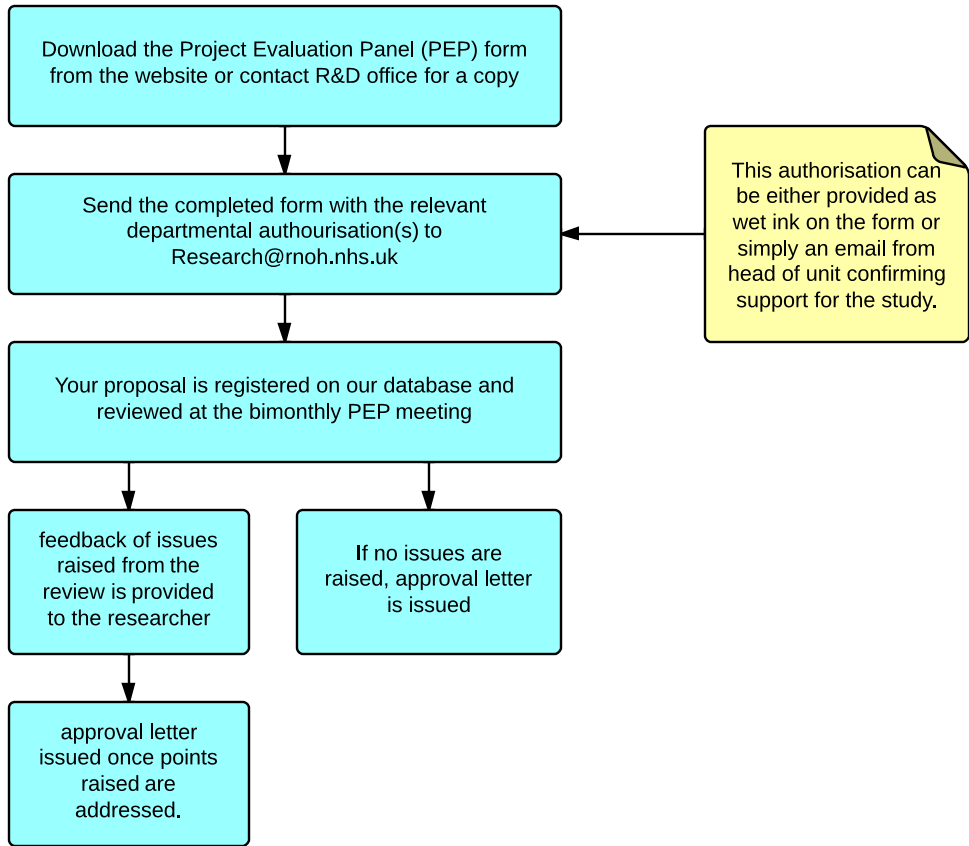 Download the Project Evaluation Panel (PEP) form
from the website or contact R&D office for a copy
Send the completed form with the relevant
departmental authourisation(s) to
Research@rnoh.nhs.uk
This authorisation can
be either provided as
wet ink on the form or
simply an email from
head of unit confirming
support for the study.
Your proposal is registered on our database and
reviewed at the bimonthly PEP meeting
feedback of issues
raised from the
review is provided
to the researcher
If no issues are
raised, approval letter
is issued
approval letter
issued once points
raised are
addressed.